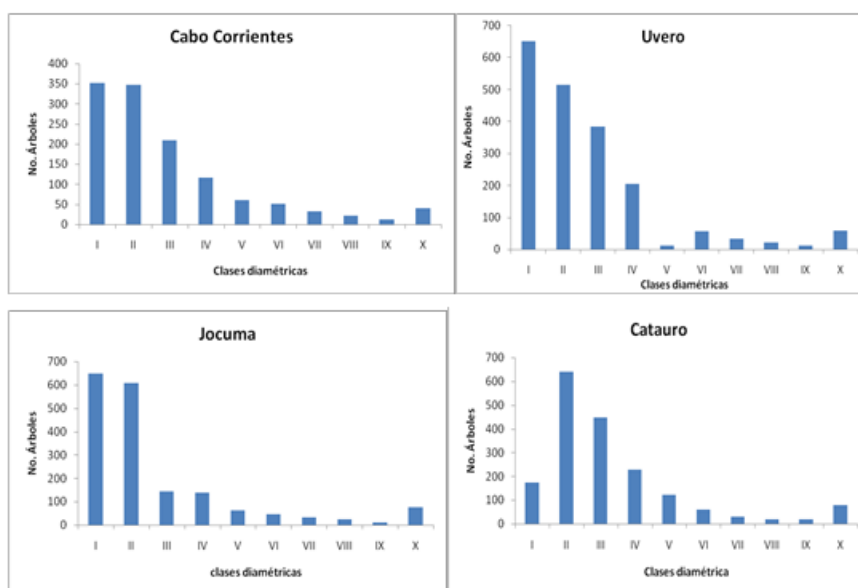 Cabo Corrientes
No. Árboles
400
350
300
250
200
150
100
50
0
I II III IV V VI VII VIII IX X
Clases diamétricas
Uvero
No. Árboles
700
600
500
400
300
200
100
0
I II III IV V VI VII VIII IX X
Clases diamétricas
Jocuma
No. Árboles
700
600
500
400
300
200
100
0
I II III IV V VI VII VIII IX X
clases diamétricas
Catauro
No. Árboles
700
600
500
400
300
200
100
0
I II III IV V VI VII VIII IX X
Clases diamétrica